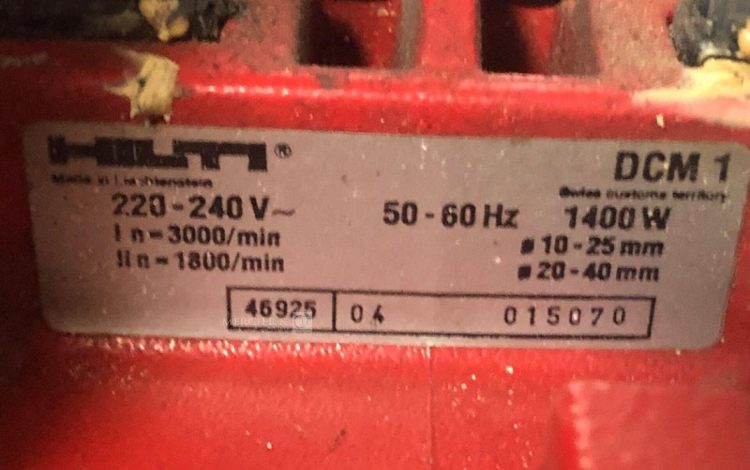 HILTI®
DCM 1
Made in Liechtenstein
Swiss customs territory
220-240 V~ 50-60 Hz 1400 W
I n=3000/min
⌀ 10-25 mm
II n=1800/min
⌀ 20-40 mm
46925 04 015070